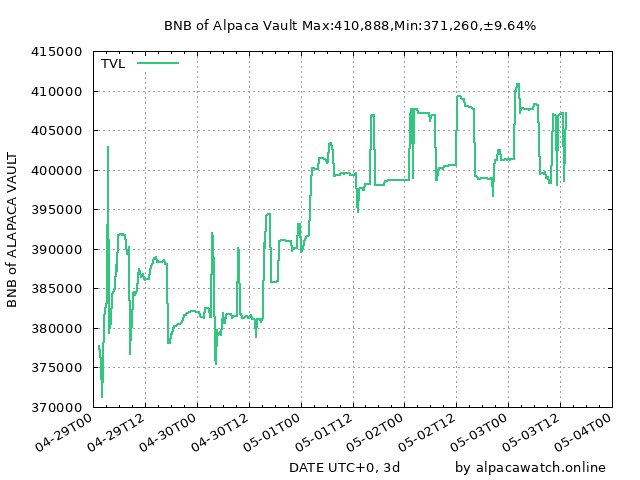 BNB of Alpaca Vault Max:410,888,Min:371,260,±9.64%
TVL
415000
410000
405000
400000
395000
390000
385000
380000
375000
370000
BNB of ALAPACA VAULT
04-29T00
04-29T12
04-30T00
04-30T12
05-01T00
05-01T12
05-02T00
05-02T12
05-03T00
05-03T12
05-04T00
DATE UTC+0, 3d
by alpacawatch.online